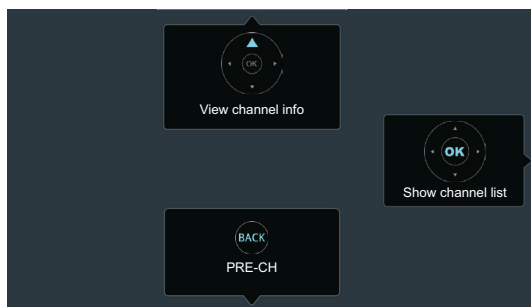 OK
View channel info
OK
Show channel list
BACK
PRE-CH